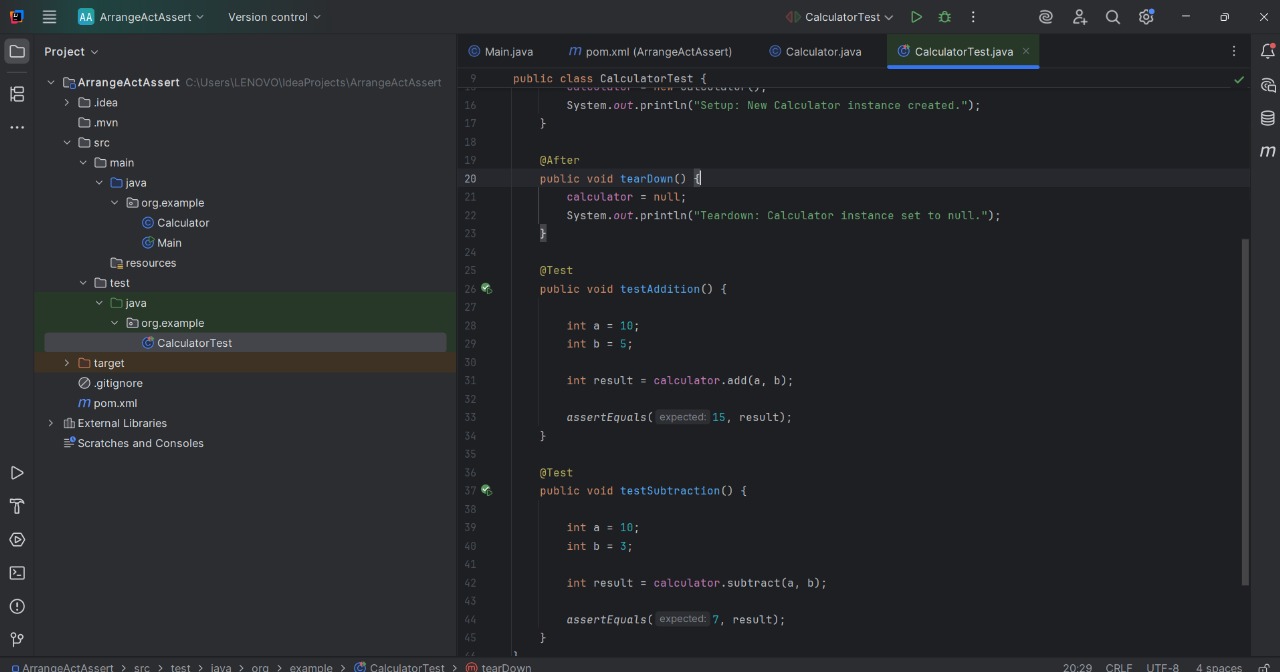 AA ArrangeActAssert Version control CalculatorTest
Project
ArrangeActAssert C:\Users\LENOVO\IdeaProjects\ArrangeActAssert
.idea
.mvn
src
main
java
org.example
Calculator
Main
resources
test
java
org.example
CalculatorTest
target
.gitignore
m pom.xml
External Libraries
Scratches and Consoles
Main.java m pom.xml (ArrangeActAssert) Calculator.java CalculatorTest.java
9 public class CalculatorTest {
calculator = new Calculator();
16 System.out.println("Setup: New Calculator instance created.");
17 }
18
19 @After
20 public void tearDown() {
21 calculator = null;
22 System.out.println("Teardown: Calculator instance set to null.");
23 }
24
25 @Test
26 public void testAddition() {
27
28 int a = 10;
29 int b = 5;
30
31 int result = calculator.add(a, b);
32
33 assertEquals( expected: 15, result);
34 }
35
36 @Test
37 public void testSubtraction() {
38
39 int a = 10;
40 int b = 3;
41
42 int result = calculator.subtract(a, b);
43
44 assertEquals( expected: 7, result);
45 }
m
ArrangeActAssert > src > test > java > org > example > CalculatorTest > tearDown 20:29 CRLF UTF-8 4 spaces